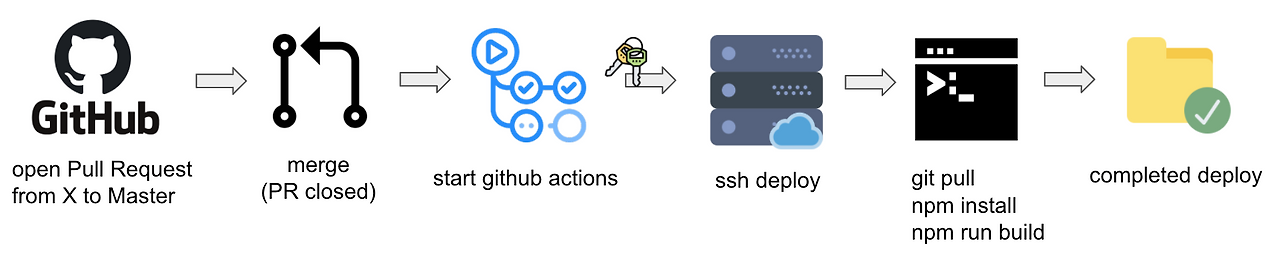 GitHub
open Pull Request
from X to Master
merge
(PR closed)
start github actions
ssh deploy
>:_
git pull
npm install
npm run build
completed deploy